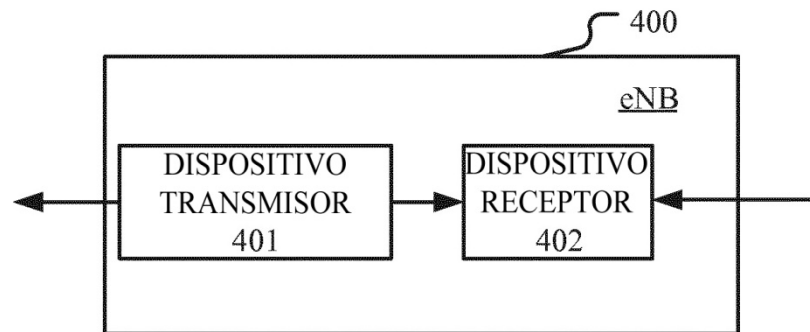 400
eNB
DISPOSITIVO
TRANSMISOR
401
DISPOSITIVO
RECEPTOR
402